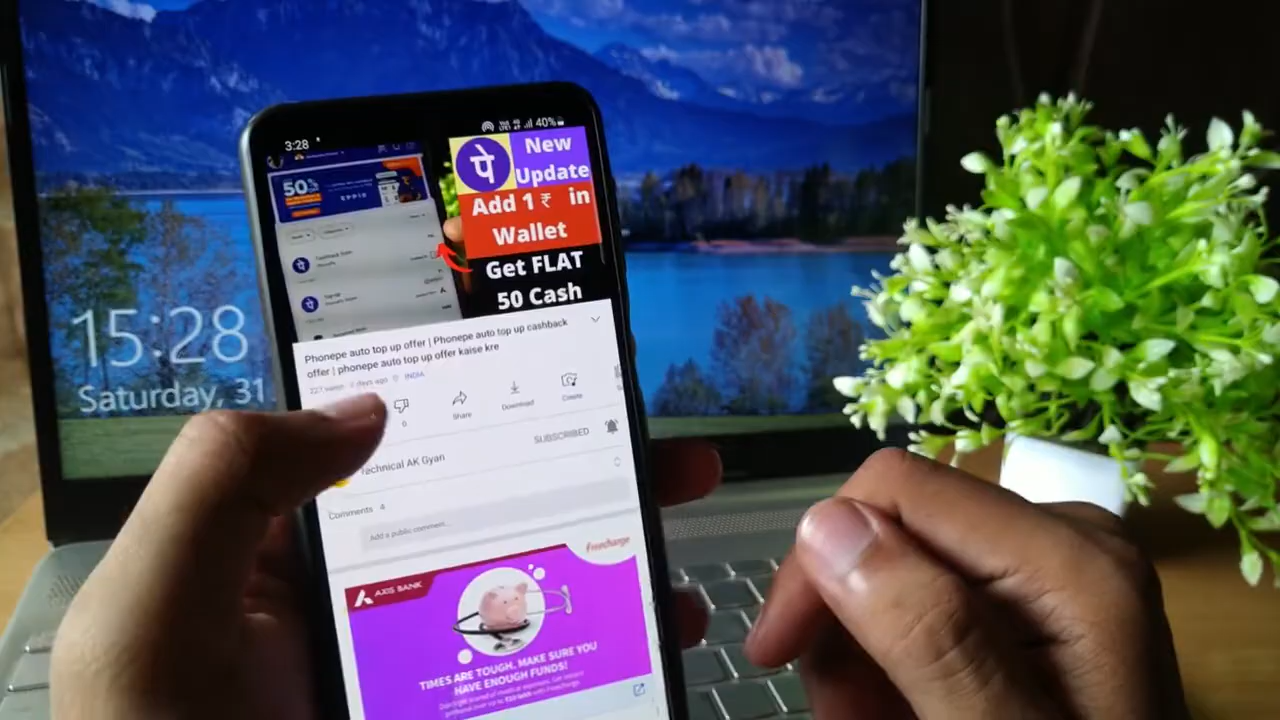 15:28
Saturday, 31
3:28
40%
50%
पे
New
Update
Add 1 ₹ in
Wallet
Get FLAT
50 Cash
Phonepe auto top up offer | Phonepe auto top up cashback
offer | phonepe auto top up offer kaise kre
days ago
INDIA
0
Share
Download
Create
SUBSCRIBED
Technical AK Gyan
Comments 4
Add a public comment...
freecharge
AXIS BANK
TIMES ARE TOUGH. MAKE SURE YOU
HAVE ENOUGH FUNDS!